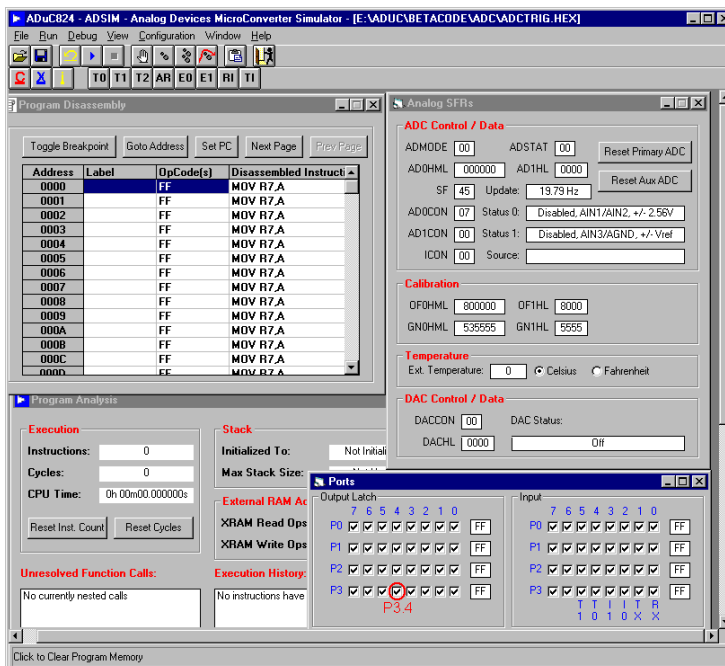 ADuC824 - ADSIM - Analog Devices MicroConverter Simulator - [E:\ADUC\BETACODE\ADC\ADCTRIG.HEX]
File Run Debug View Configuration Window Help
T0 T1 T2 AR E0 E1 RI TI
Program Disassembly
Toggle Breakpoint Goto Address Set PC Next Page Prev Page
Address Label OpCode(s) Disassembled Instructi
0000 FF MOV R7,A
0001 FF MOV R7,A
0002 FF MOV R7,A
0003 FF MOV R7,A
0004 FF MOV R7,A
0005 FF MOV R7,A
0006 FF MOV R7,A
0007 FF MOV R7,A
0008 FF MOV R7,A
0009 FF MOV R7,A
000A FF MOV R7,A
000B FF MOV R7,A
000C FF MOV R7,A
000D FF MOV R7,A
Analog SFRs
ADC Control / Data
ADMODE 00 ADSTAT 00 Reset Primary ADC
AD0HML 000000 AD1HL 0000 Reset Aux ADC
SF 45 Update: 19.79 Hz
AD0CON 07 Status 0: Disabled, AIN1/AIN2, +/- 2.56V
AD1CON 00 Status 1: Disabled, AIN3/AGND, +/- Vref
ICON 00 Source:
Calibration
OF0HML 800000 OF1HL 8000
GN0HML 535555 GN1HL 5555
Temperature
Ext. Temperature: 0 Celsius Fahrenheit
DAC Control / Data
DACCON 00 DAC Status:
DACHL 0000 Off
Program Analysis
Execution
Instructions: 0
Cycles: 0
CPU Time: 0h 00m00.000000s
Reset Inst. Count Reset Cycles
Stack
Initialized To: Not Initiali
Max Stack Size:
External RAM Ac
XRAM Read Ops
XRAM Write Ops
Unresolved Function Calls:
No currently nested calls
Execution History:
No instructions have
Ports
Output Latch
7 6 5 4 3 2 1 0
P0 FF
P1 FF
P2 FF
P3 FF
P3.4
Input
7 6 5 4 3 2 1 0
P0 FF
P1 FF
P2 FF
P3 FF
T T I I T R
1 0 1 0 X X
Click to Clear Program Memory